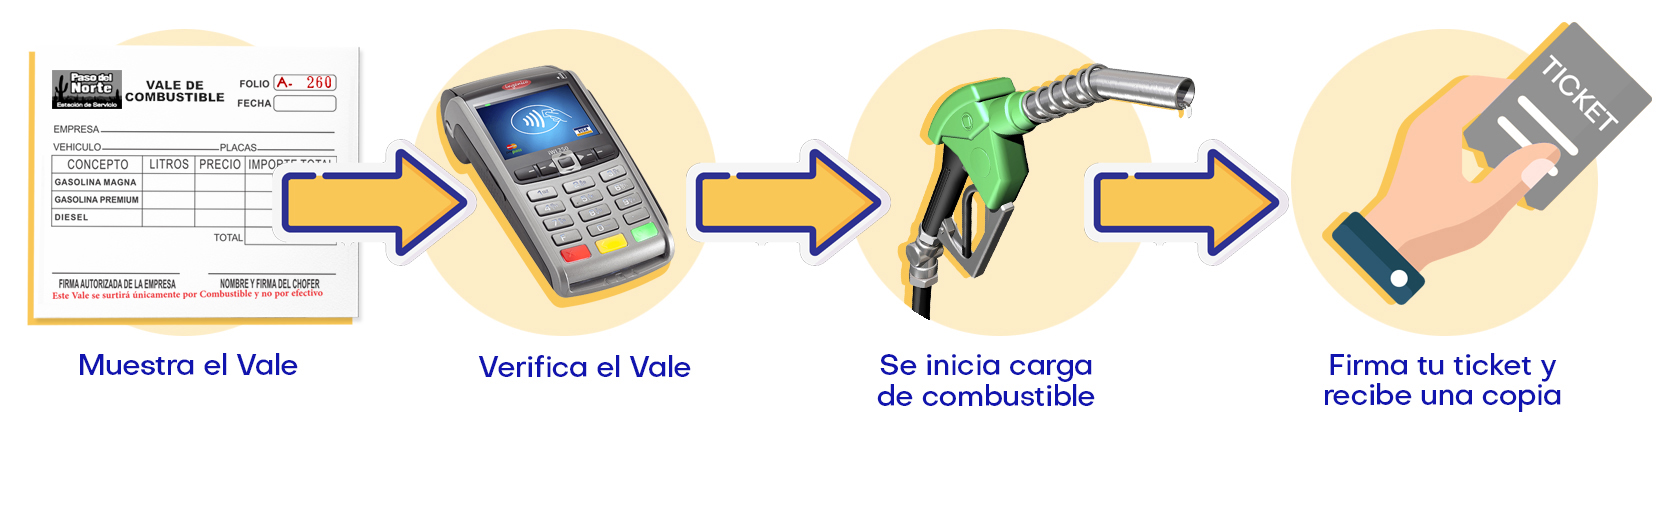 Paso del
Norte
Estación de Servicio
VALE DE
COMBUSTIBLE
FOLIO A- 260
FECHA
EMPRESA
VEHICULO PLACAS
CONCEPTO LITROS PRECIO IMPORTE TOTAL
GASOLINA MAGNA
GASOLINA PREMIUM
DIESEL
TOTAL
FIRMA AUTORIZADA DE LA EMPRESA NOMBRE Y FIRMA DEL CHOFER
Este Vale se surtirá únicamente por Combustible y no por efectivo
VISA
TICKET
Muestra el Vale
Verifica el Vale
Se inicia carga
de combustible
Firma tu ticket y
recibe una copia